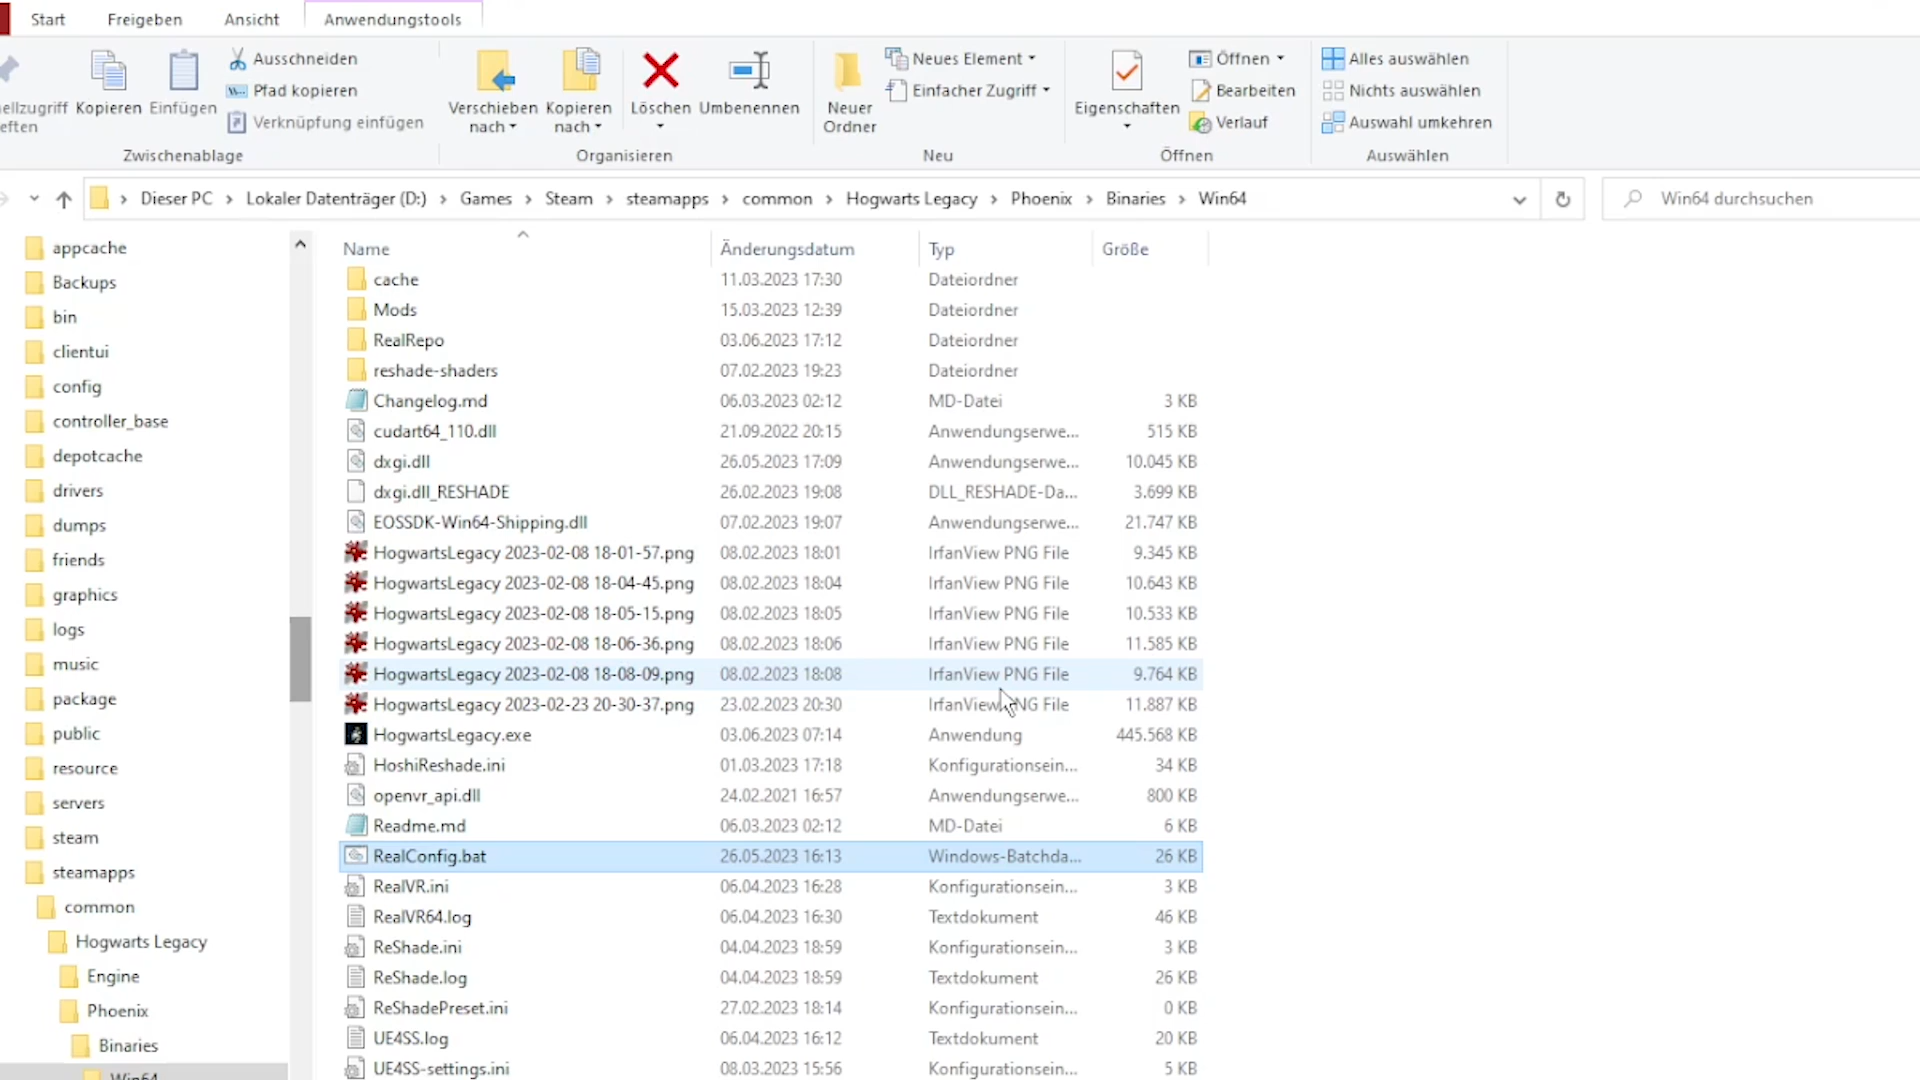 Start Freigeben Ansicht Anwendungstools
Ausschneiden
Pfad kopieren
Verknüpfung einfügen
Kopieren Einfügen
Zwischenablage
Verschieben nach
Kopieren nach
Löschen
Umbenennen
Organisieren
Neuer Ordner
Neues Element
Einfacher Zugriff
Neu
Eigenschaften
Öffnen
Bearbeiten
Verlauf
Öffnen
Alles auswählen
Nichts auswählen
Auswahl umkehren
Auswählen
Dieser PC Lokaler Datenträger (D:) Games Steam steamapps common Hogwarts Legacy Phoenix Binaries Win64
Win64 durchsuchen
appcache
Backups
bin
clientui
config
controller_base
depotcache
drivers
dumps
friends
graphics
logs
music
package
public
resource
servers
steam
steamapps
common
Hogwarts Legacy
Engine
Phoenix
Binaries
Win64
Name Änderungsdatum Typ Größe
cache 11.03.2023 17:30 Dateiordner
Mods 15.03.2023 12:39 Dateiordner
RealRepo 03.06.2023 17:12 Dateiordner
reshade-shaders 07.02.2023 19:23 Dateiordner
Changelog.md 06.03.2023 02:12 MD-Datei 3 KB
cudart64_110.dll 21.09.2022 20:15 Anwendungserwe... 515 KB
dxgi.dll 26.05.2023 17:09 Anwendungserwe... 10.045 KB
dxgi.dll_RESHADE 26.02.2023 19:08 DLL_RESHADE-Da... 3.699 KB
EOSSDK-Win64-Shipping.dll 07.02.2023 19:07 Anwendungserwe... 21.747 KB
HogwartsLegacy 2023-02-08 18-01-57.png 08.02.2023 18:01 IrfanView PNG File 9.345 KB
HogwartsLegacy 2023-02-08 18-04-45.png 08.02.2023 18:04 IrfanView PNG File 10.643 KB
HogwartsLegacy 2023-02-08 18-05-15.png 08.02.2023 18:05 IrfanView PNG File 10.533 KB
HogwartsLegacy 2023-02-08 18-06-36.png 08.02.2023 18:06 IrfanView PNG File 11.585 KB
HogwartsLegacy 2023-02-08 18-08-09.png 08.02.2023 18:08 IrfanView PNG File 9.764 KB
HogwartsLegacy 2023-02-23 20-30-37.png 23.02.2023 20:30 IrfanView PNG File 11.887 KB
HogwartsLegacy.exe 03.06.2023 07:14 Anwendung 445.568 KB
HoshiReshade.ini 01.03.2023 17:18 Konfigurationsein... 34 KB
openvr_api.dll 24.02.2021 16:57 Anwendungserwe... 800 KB
Readme.md 06.03.2023 02:12 MD-Datei 6 KB
RealConfig.bat 26.05.2023 16:13 Windows-Batchda... 26 KB
RealVR.ini 06.04.2023 16:28 Konfigurationsein... 3 KB
RealVR64.log 06.04.2023 16:30 Textdokument 46 KB
ReShade.ini 04.04.2023 18:59 Konfigurationsein... 3 KB
ReShade.log 04.04.2023 18:59 Textdokument 26 KB
ReShadePreset.ini 27.02.2023 18:14 Konfigurationsein... 0 KB
UE4SS.log 06.04.2023 16:12 Textdokument 20 KB
UE4SS-settings.ini 08.03.2023 15:56 Konfigurationsein... 5 KB